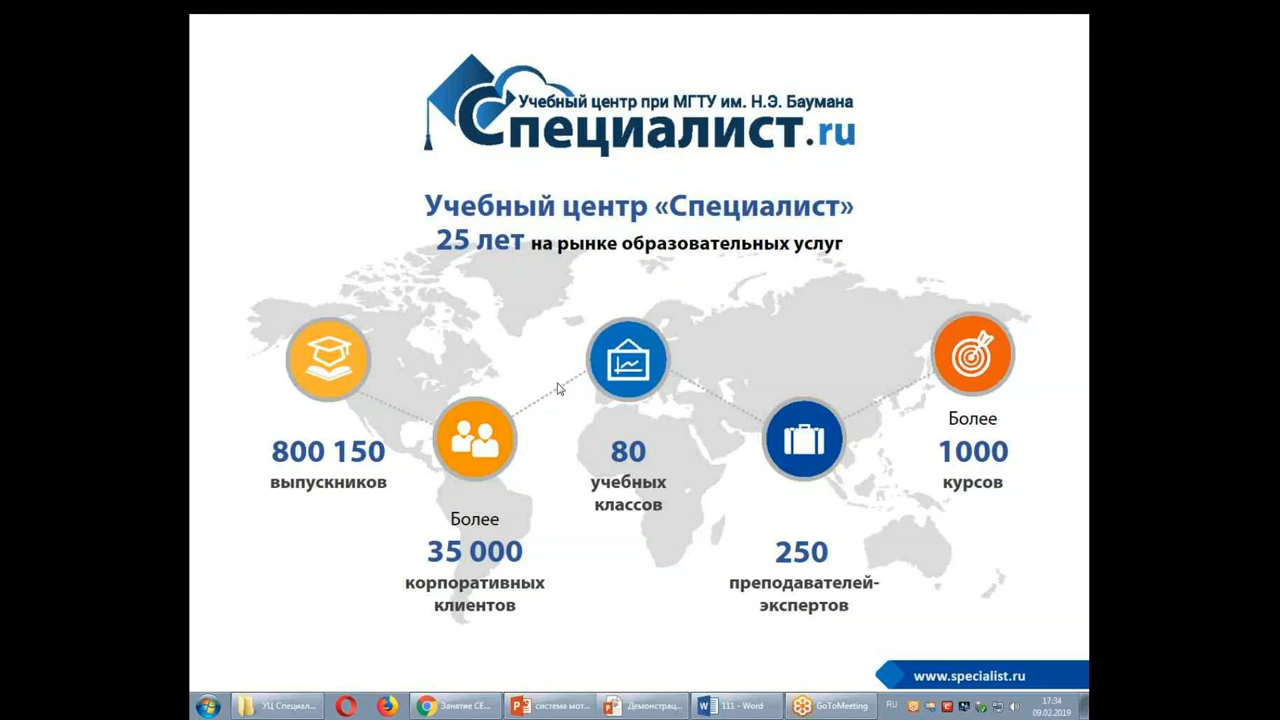 Учебный центр при МГТУ им. Н.Э. Баумана
Специалист.ru
Учебный центр «Специалист»
25 лет на рынке образовательных услуг
800 150
выпускников
Более
35 000
корпоративных
клиентов
80
учебных
классов
250
преподавателей-
экспертов
Более
1000
курсов
www.specialist.ru
УЦ Специал...
Занятие СЕ...
система мот...
Демонстрац...
111 - Word
GoToMeeting
RU
17:34
09.02.2019